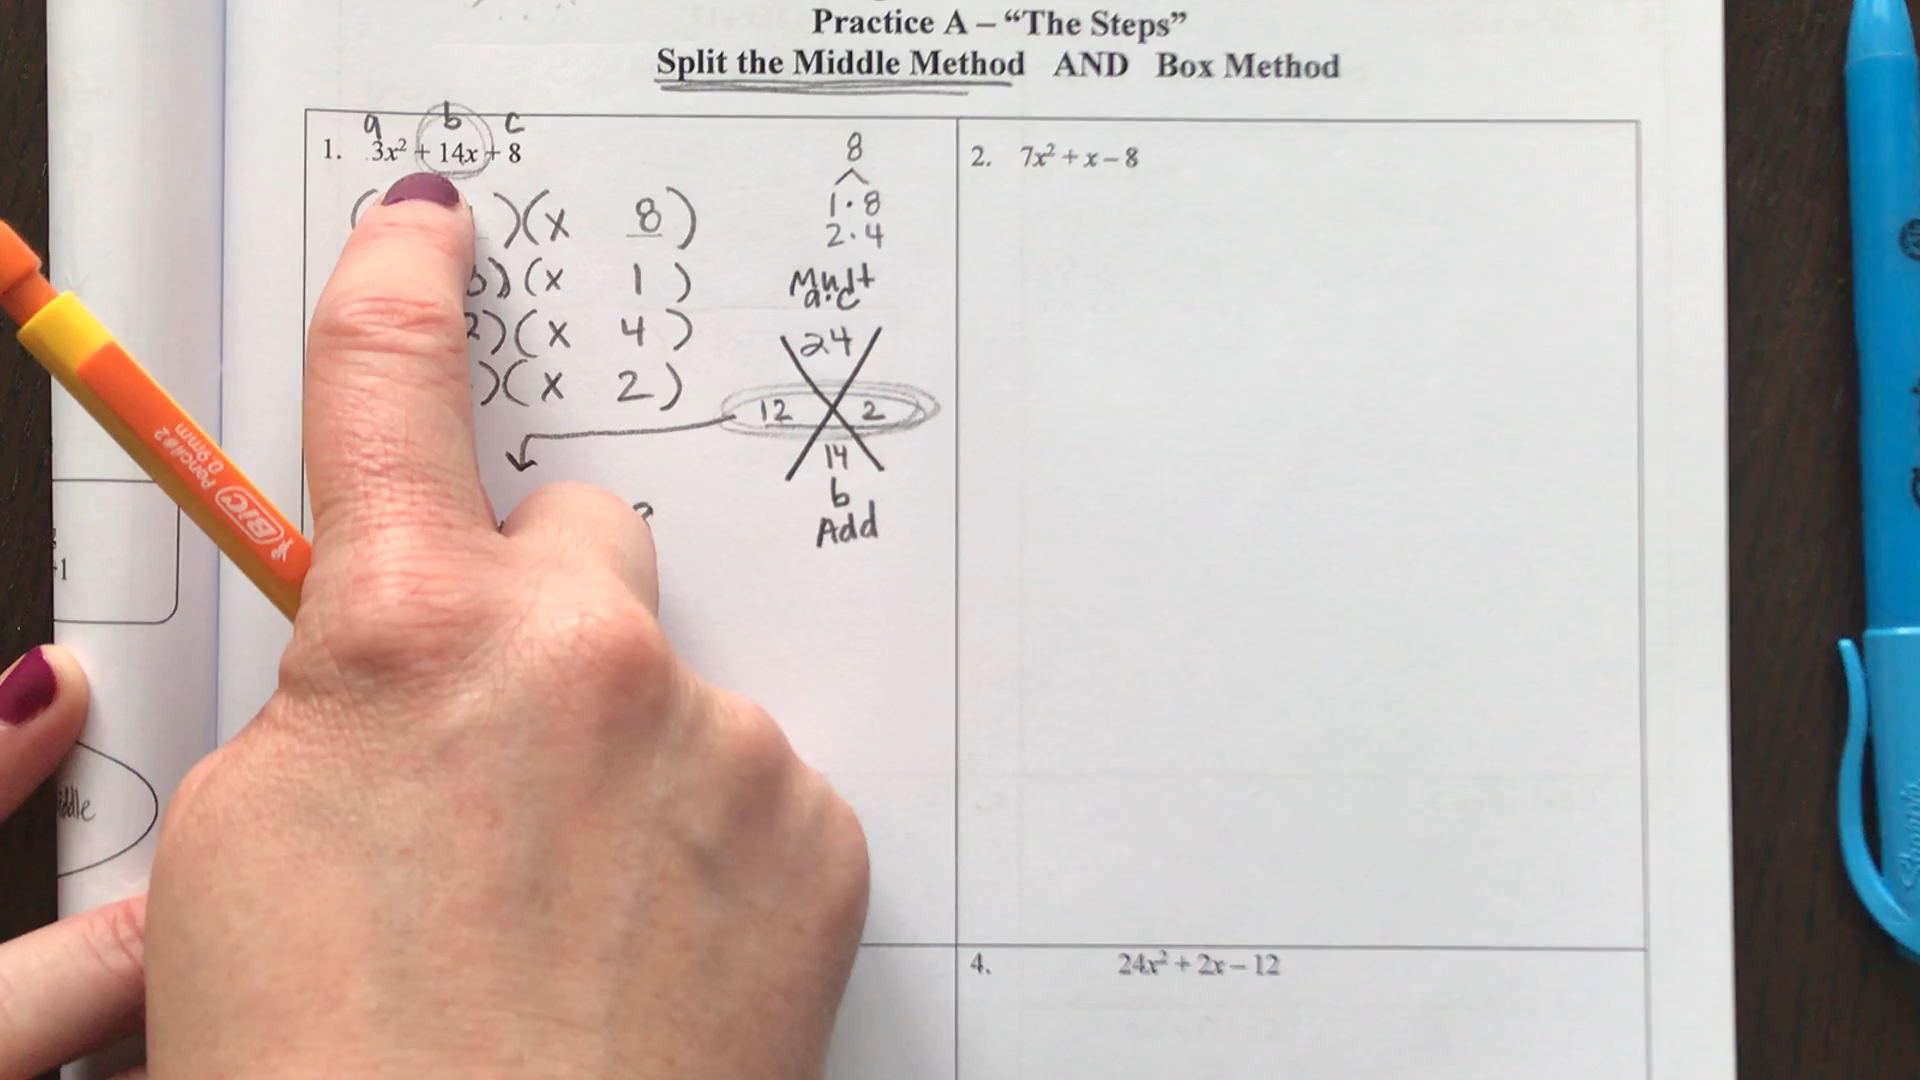 Practice A – “The Steps”
Split the Middle Method AND Box Method
a b c
1. 3x² + 14x + 8
( )(x 8)
)(x 1 )
2)(x 4 )
)(x 2)
8
1·8
2·4
Mult
a·c
24
12 2
14
b
Add
2. 7x² + x – 8
4. 24x² + 2x – 12
BIC
Pencil #2
0.9mm
Sharpie